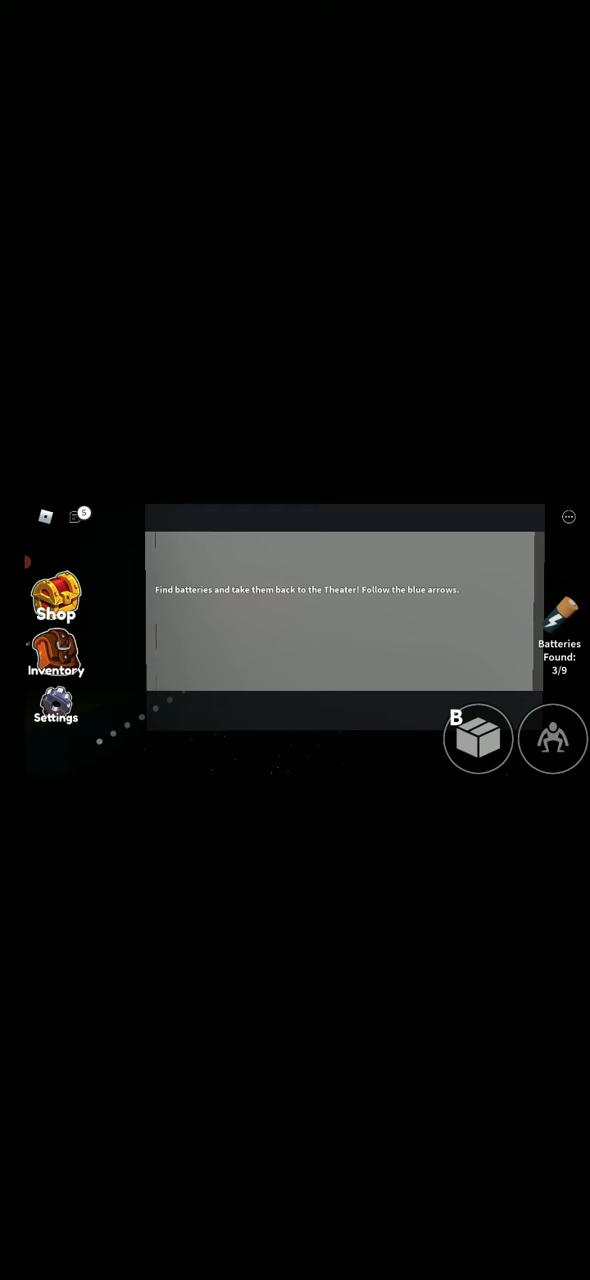 5
Find batteries and take them back to the Theater! Follow the blue arrows.
Shop
Inventory
Settings
Batteries
Found:
3/9
B